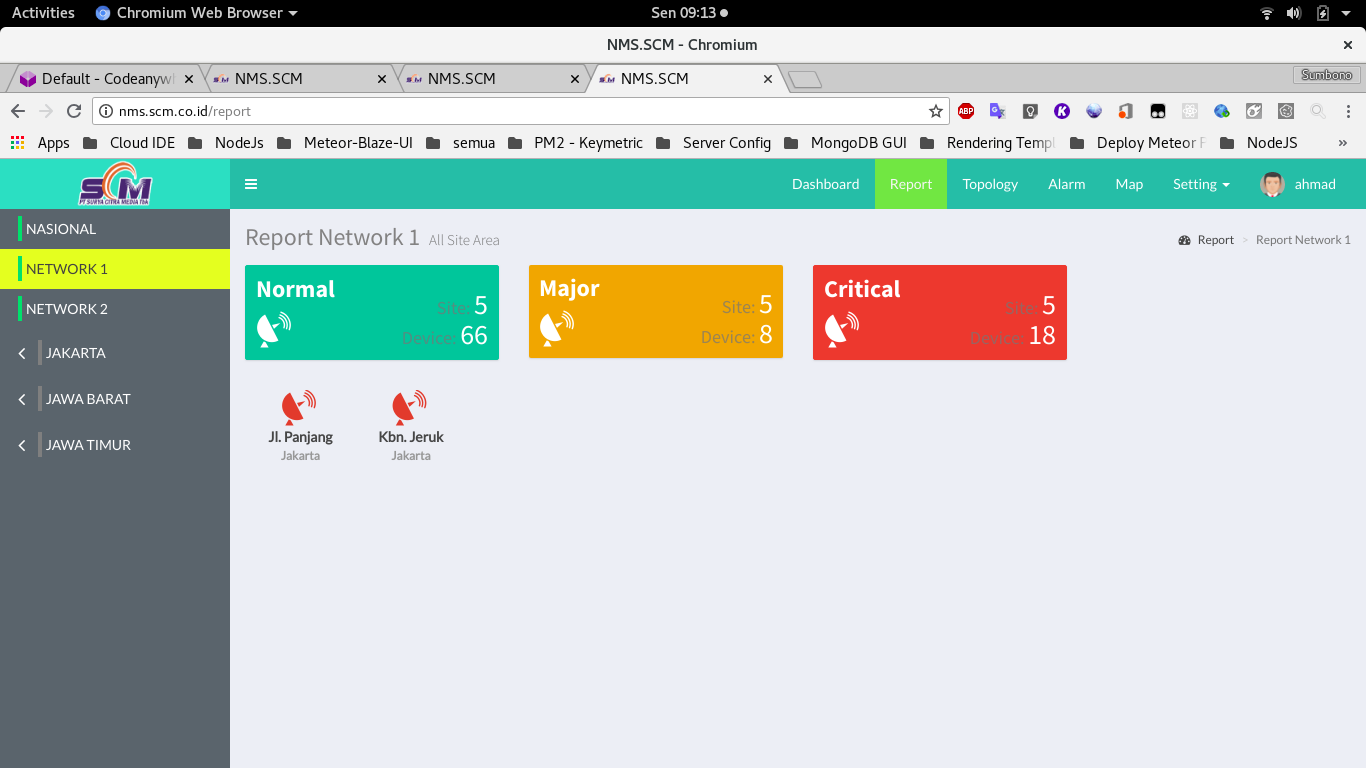 Activities Chromium Web Browser Sen 09:13
NMS.SCM - Chromium
Default - Codeanyw NMS.SCM NMS.SCM NMS.SCM Sumbono
nms.scm.co.id/report ABP K
Apps Cloud IDE NodeJs Meteor-Blaze-UI semua PM2 - Keymetric Server Config MongoDB GUI Rendering Templ Deploy Meteor F NodeJS »
SCM
PT SURYA CITRA MEDIA Tbk
Dashboard Report Topology Alarm Map Setting ahmad
NASIONAL
NETWORK 1
NETWORK 2
JAKARTA
JAWA BARAT
JAWA TIMUR
Report Network 1 All Site Area
Report > Report Network 1
Normal
Site: 5
Device: 66
Major
Site: 5
Device: 8
Critical
Site: 5
Device: 18
Jl. Panjang
Jakarta
Kbn. Jeruk
Jakarta